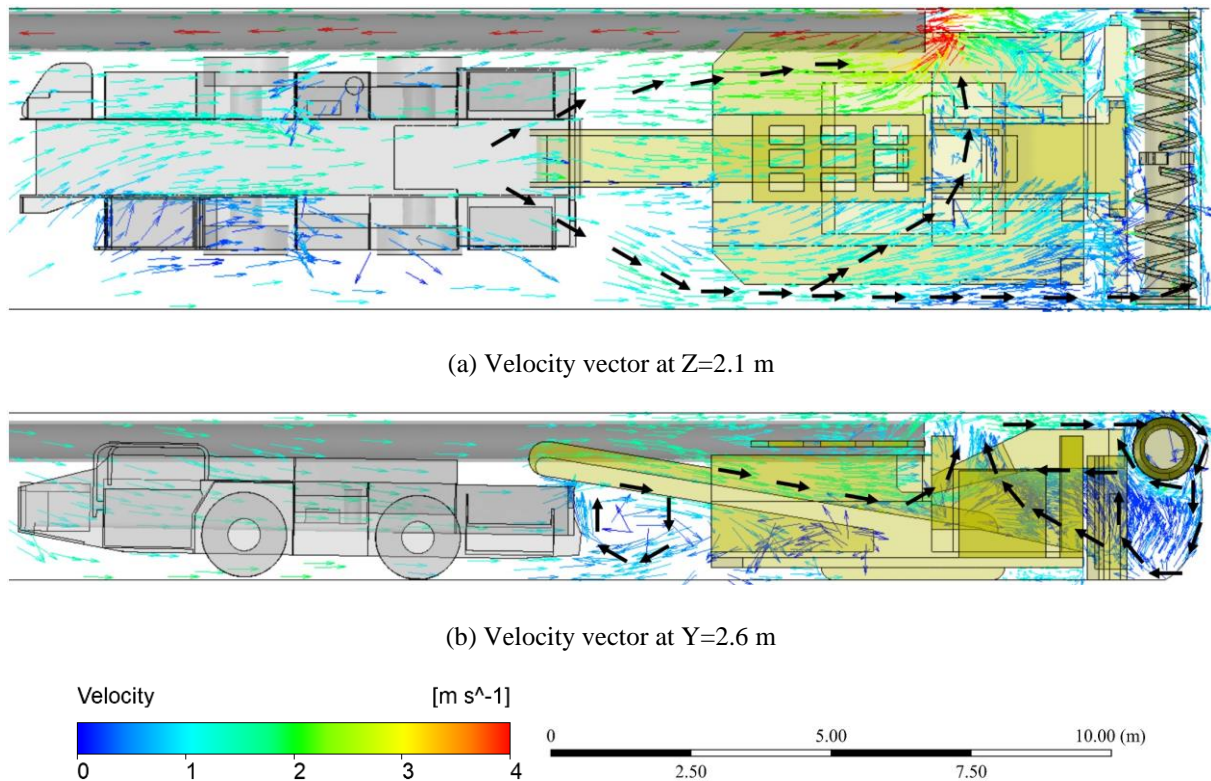 (a) Velocity vector at Z=2.1 m
(b) Velocity vector at Y=2.6 m
Velocity [m s^-1]
0 1 2 3 4
0 5.00 10.00 (m)
2.50 7.50